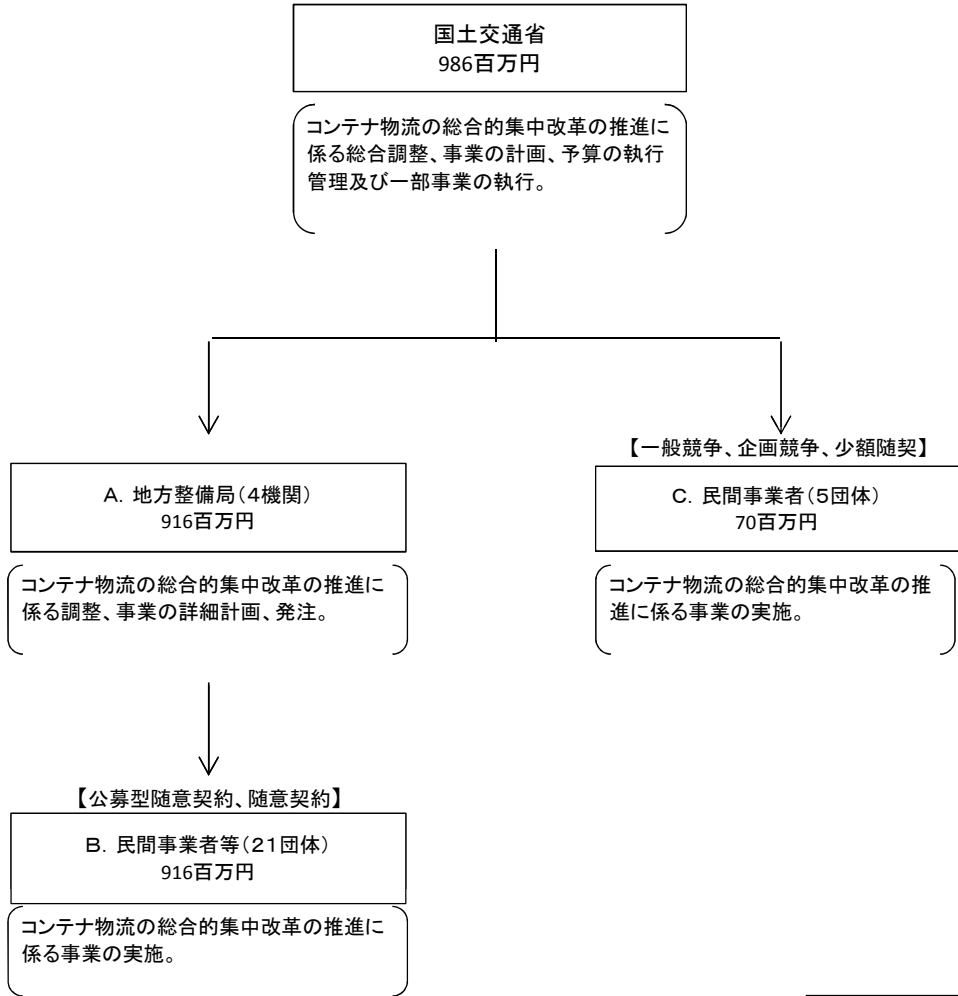 国土交通省
986百万円
コンテナ物流の総合的集中改革の推進に
係る総合調整、事業の計画、予算の執行
管理及び一部事業の執行。
【一般競争、企画競争、少額随契】
A．地方整備局（4機関）
916百万円
C．民間事業者（5団体）
70百万円
コンテナ物流の総合的集中改革の推進に
係る調整、事業の詳細計画、発注。
コンテナ物流の総合的集中改革の推
進に係る事業の実施。
【公募型随意契約、随意契約】
B．民間事業者等（21団体）
916百万円
コンテナ物流の総合的集中改革の推進に
係る事業の実施。